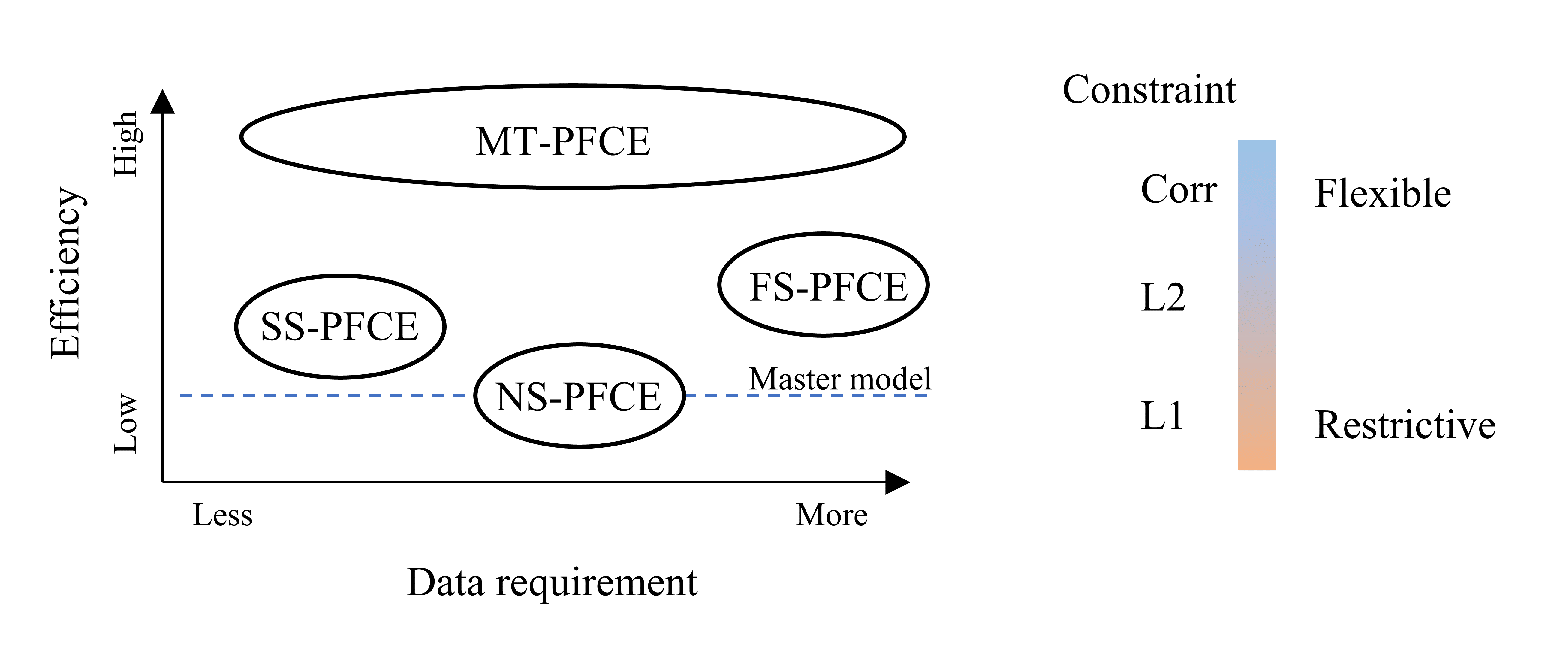 Efficiency
High
Low
MT-PFCE
SS-PFCE
FS-PFCE
NS-PFCE
Master model
Less
More
Data requirement
Constraint
Corr
Flexible
L2
L1
Restrictive